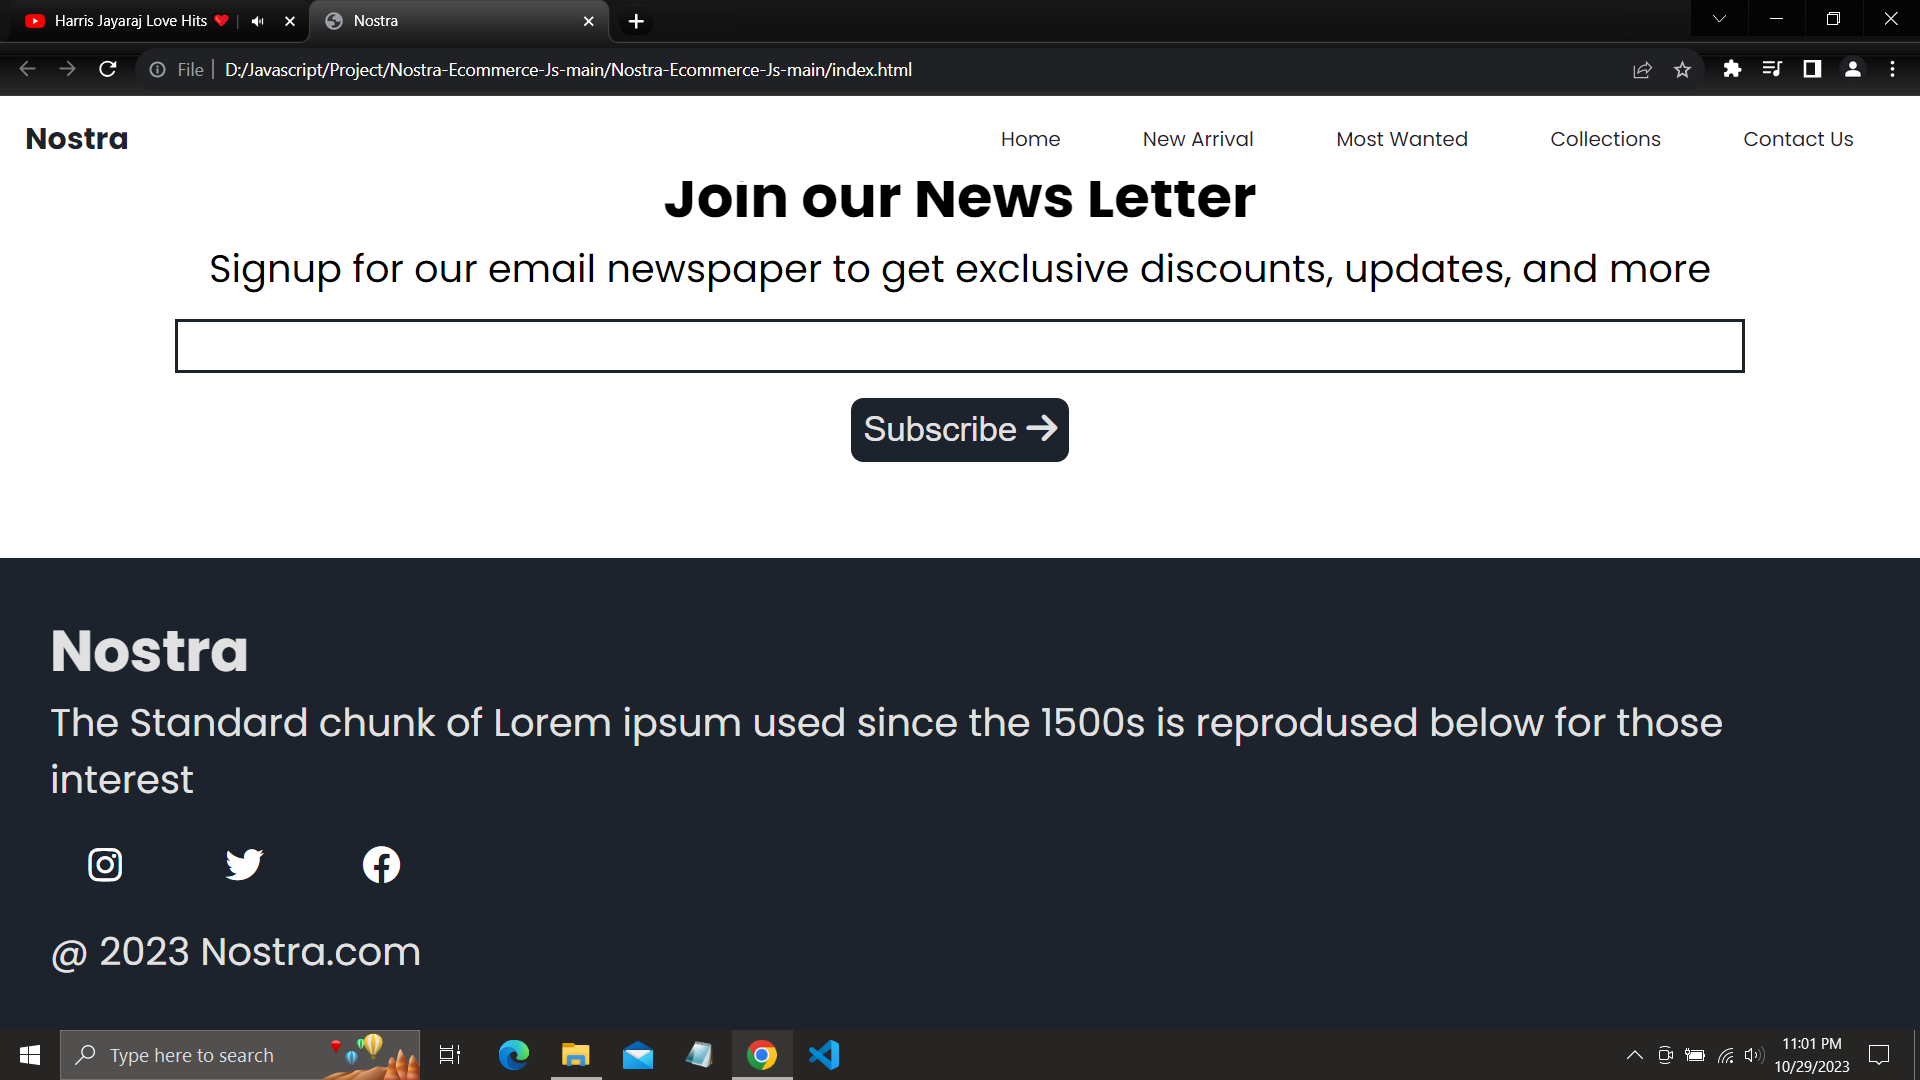 Harris Jayaraj Love Hits ❤️
Nostra
File
D:/Javascript/Project/Nostra-Ecommerce-Js-main/Nostra-Ecommerce-Js-main/index.html
Nostra
Home New Arrival Most Wanted Collections Contact Us
Join our News Letter
Signup for our email newspaper to get exclusive discounts, updates, and more
Subscribe
Nostra
The Standard chunk of Lorem ipsum used since the 1500s is reprodused below for those
interest
@ 2023 Nostra.com
Type here to search
11:01 PM
10/29/2023